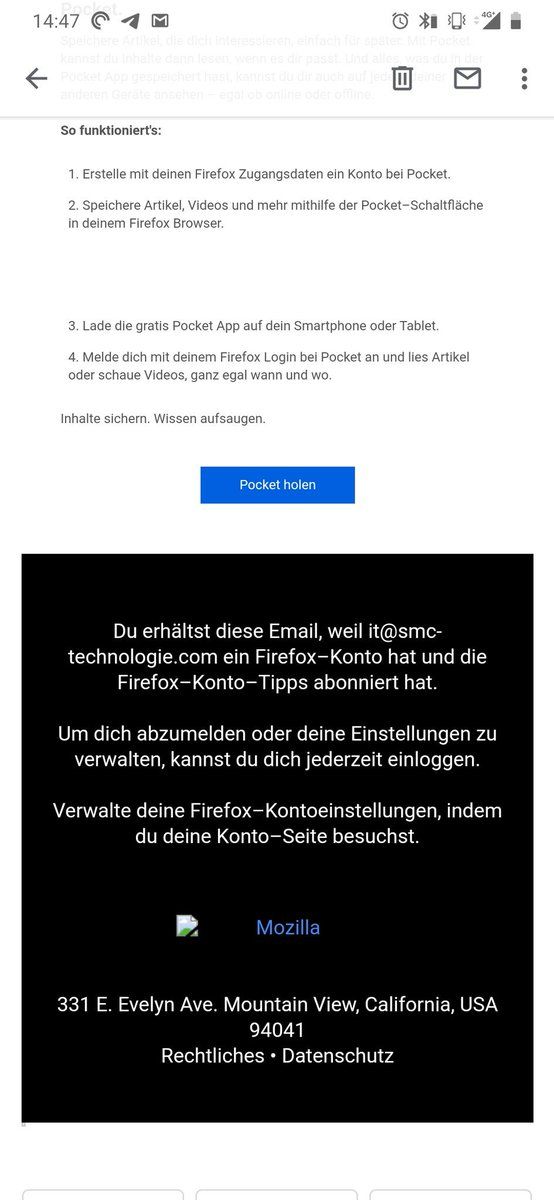 14:47
4G+
Pocket.
Speichere Artikel, die dich interessieren, einfach für später. Mit Pocket
kannst du Inhalte dann lesen, wenn es dir passt. Und alles, was du in der
Pocket App gespeichert hast, kannst du dir auch auf jedem deiner
anderen Geräte ansehen – egal ob online oder offline.
So funktioniert's:
1. Erstelle mit deinen Firefox Zugangsdaten ein Konto bei Pocket.
2. Speichere Artikel, Videos und mehr mithilfe der Pocket–Schaltfläche
in deinem Firefox Browser.
3. Lade die gratis Pocket App auf dein Smartphone oder Tablet.
4. Melde dich mit deinem Firefox Login bei Pocket an und lies Artikel
oder schaue Videos, ganz egal wann und wo.
Inhalte sichern. Wissen aufsaugen.
Pocket holen
Du erhältst diese Email, weil it@smc-
technologie.com ein Firefox–Konto hat und die
Firefox–Konto–Tipps abonniert hat.
Um dich abzumelden oder deine Einstellungen zu
verwalten, kannst du dich jederzeit einloggen.
Verwalte deine Firefox–Kontoeinstellungen, indem
du deine Konto–Seite besuchst.
Mozilla
331 E. Evelyn Ave. Mountain View, California, USA
94041
Rechtliches • Datenschutz